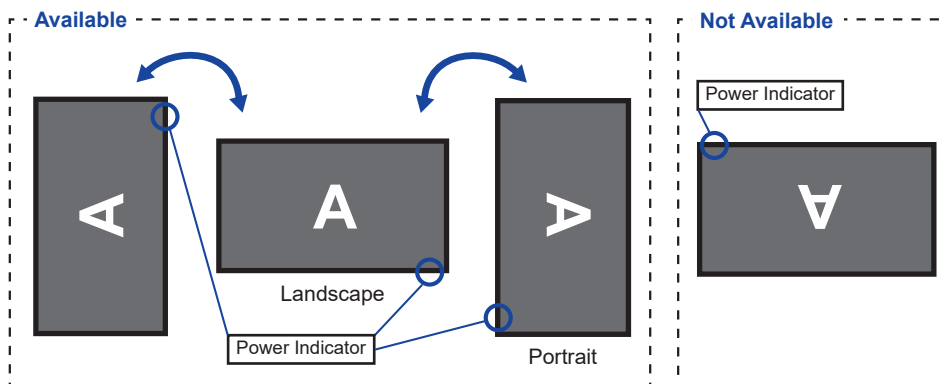 Available
Not Available
Power Indicator
A
A
A
A
Landscape
Power Indicator
Portrait